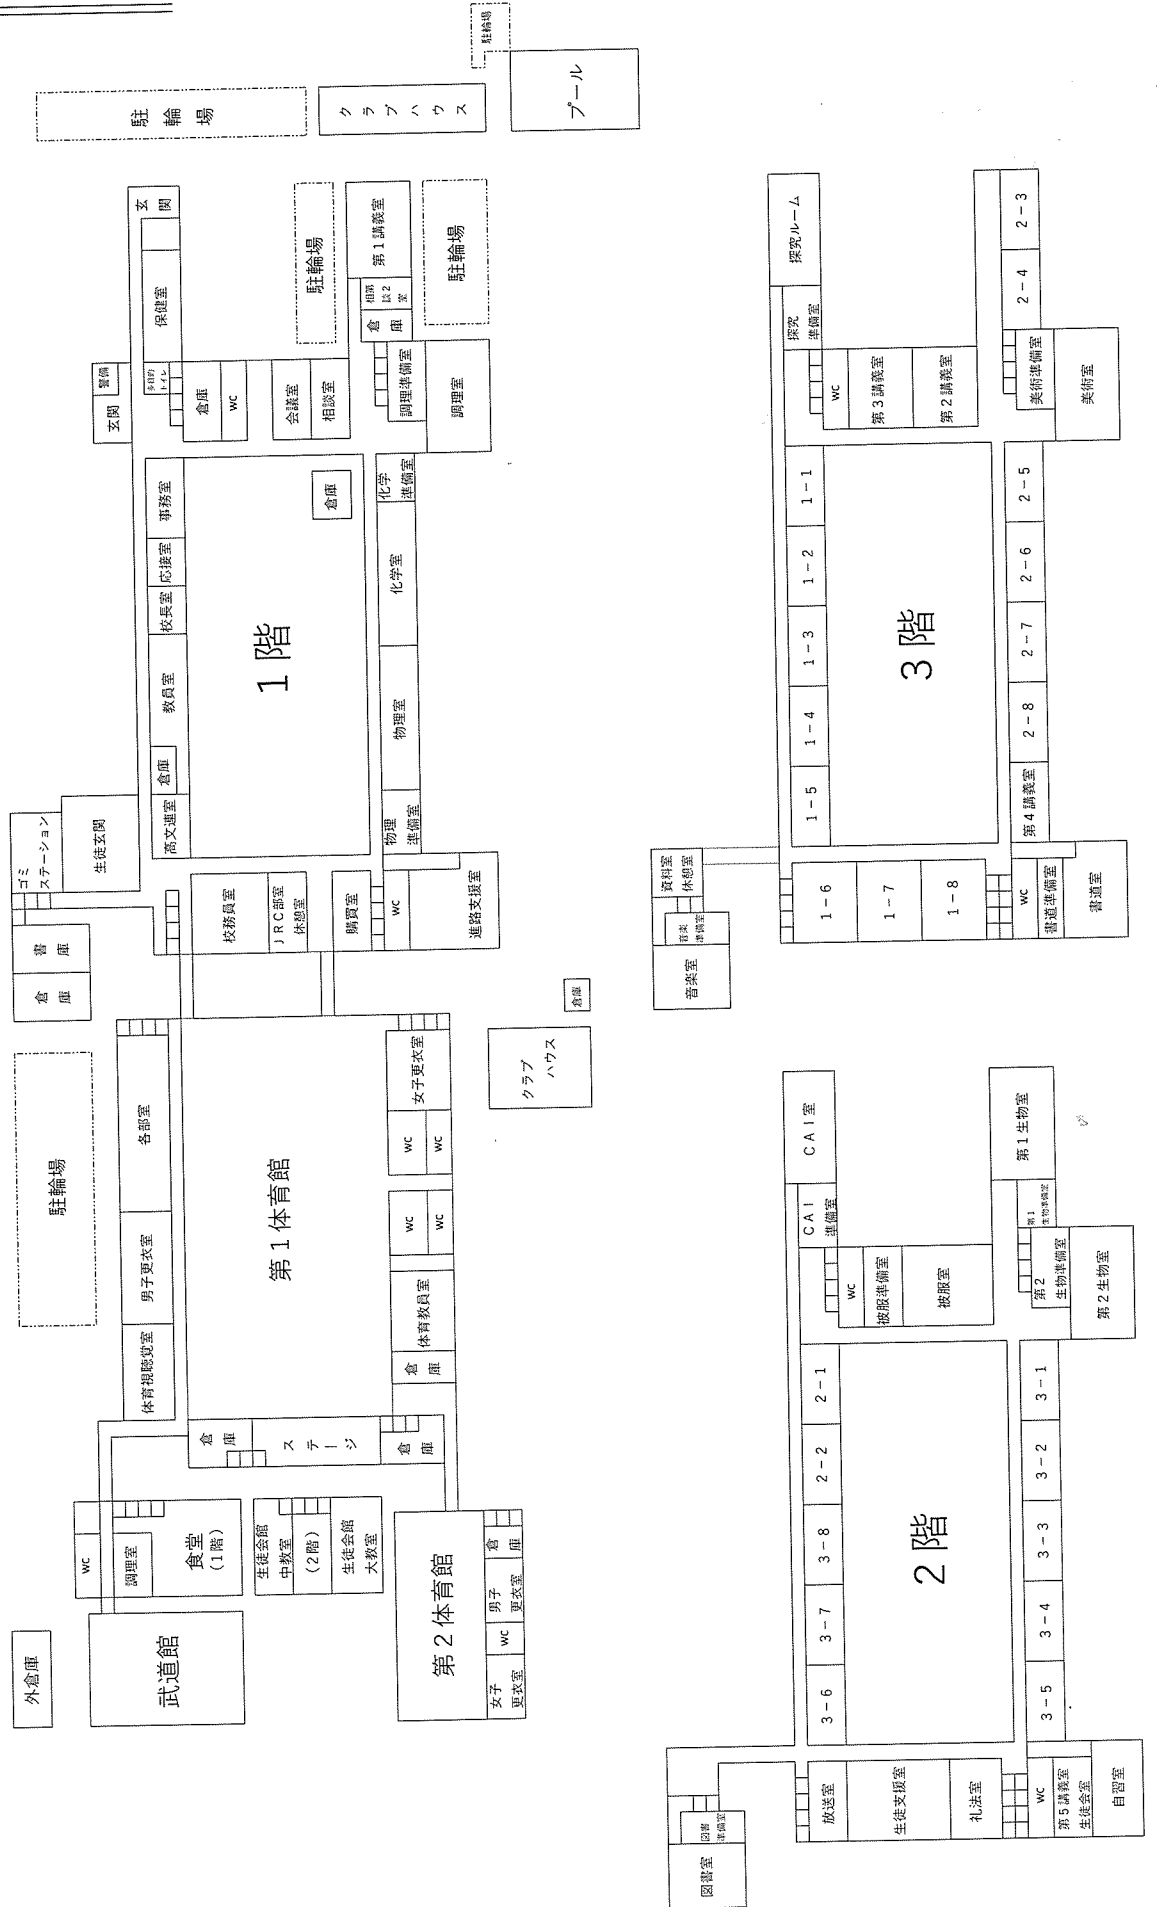 外倉庫
武道館
WC
調理室
食堂
(1階)
生徒会館
中教室
(2階)
生徒会館
大教室
第2体育館
女子
更衣室
WC
男子
更衣室
倉
庫
駐輪場
体育視聴覚室
男子更衣室
各部室
倉
庫
ステージ
倉
庫
第1体育館
倉
庫
体育教員室
WC
WC
WC
WC
女子更衣室
クラブ
ハウス
倉庫
倉
庫
書
庫
ゴミ
ステーション
生徒玄関
校務員室
JRC部室
休憩室
購買室
WC
進路支援室
高文連室
倉庫
教員室
校長室
応接室
事務室
1階
倉庫
物理
準備室
物理室
化学室
化学
準備室
玄関
警備
多目的
トイレ
保健室
玄
関
倉庫
WC
会議室
相談室
調理準備室
調理室
倉
庫
相第
談2
室
第1講義室
駐輪場
駐輪場
駐
輪
場
クラブハウス
プール
駐輪場
図書室
図書
準備室
放送室
生徒支援室
礼法室
WC
第5講義室
生徒会室
自習室
3-6
3-7
3-8
2-2
2-1
2階
3-5
3-4
3-3
3-2
3-1
CAI
準備室
CAI室
WC
被服準備室
被服室
第2
生物準備室
第2生物室
第1
生物準備室
第1生物室
音楽室
音楽
準備室
資料室
休憩室
1-6
1-7
1-8
WC
書道準備室
書道室
1-5
1-4
1-3
1-2
1-1
3階
第4講義室
2-8
2-7
2-6
2-5
探究
準備室
探究ルーム
WC
第3講義室
第2講義室
美術準備室
美術室
2-4
2-3